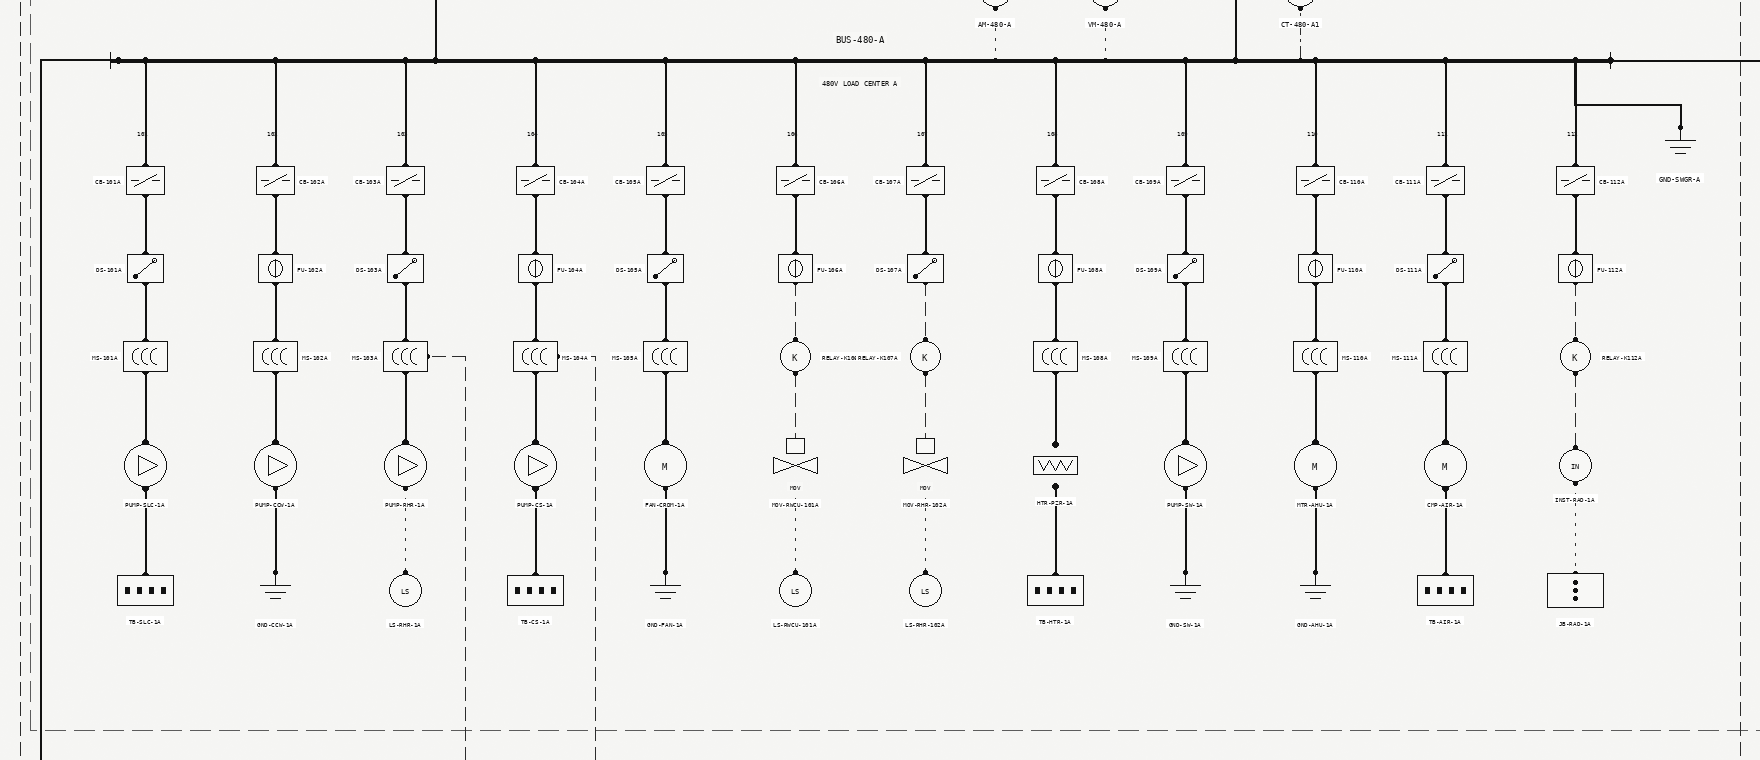 AM-480-A VM-480-A CT-480-A1
BUS-480-A
480V LOAD CENTER A
CB-101A CB-102A CB-103A CB-104A CB-105A CB-106A CB-107A CB-108A CB-109A CB-110A CB-111A CB-112A GND-SWGR-A
DS-101A FU-102A DS-103A FU-104A DS-105A FU-106A DS-107A FU-108A DS-109A FU-110A DS-111A FU-112A
MS-101A MS-102A MS-103A MS-104A MS-105A K RELAY-K107A K MS-108A MS-109A MS-110A MS-111A K RELAY-K112A
M M M IN
MOV MOV
PUMP-SLC-1A PUMP-CCW-1A PUMP-RHR-1A PUMP-CS-1A FAN-CRDM-1A MOV-RWCU-101A MOV-RHR-102A HTR-PZR-1A PUMP-SW-1A MTR-AHU-1A CMP-AIR-1A INST-RAD-1A
LS LS LS
TB-SLC-1A GND-CCW-1A LS-RHR-1A TB-CS-1A GND-FAN-1A LS-RWCU-101A LS-RHR-102A TB-HTR-1A GND-SW-1A GND-AHU-1A TB-AIR-1A JB-RAD-1A